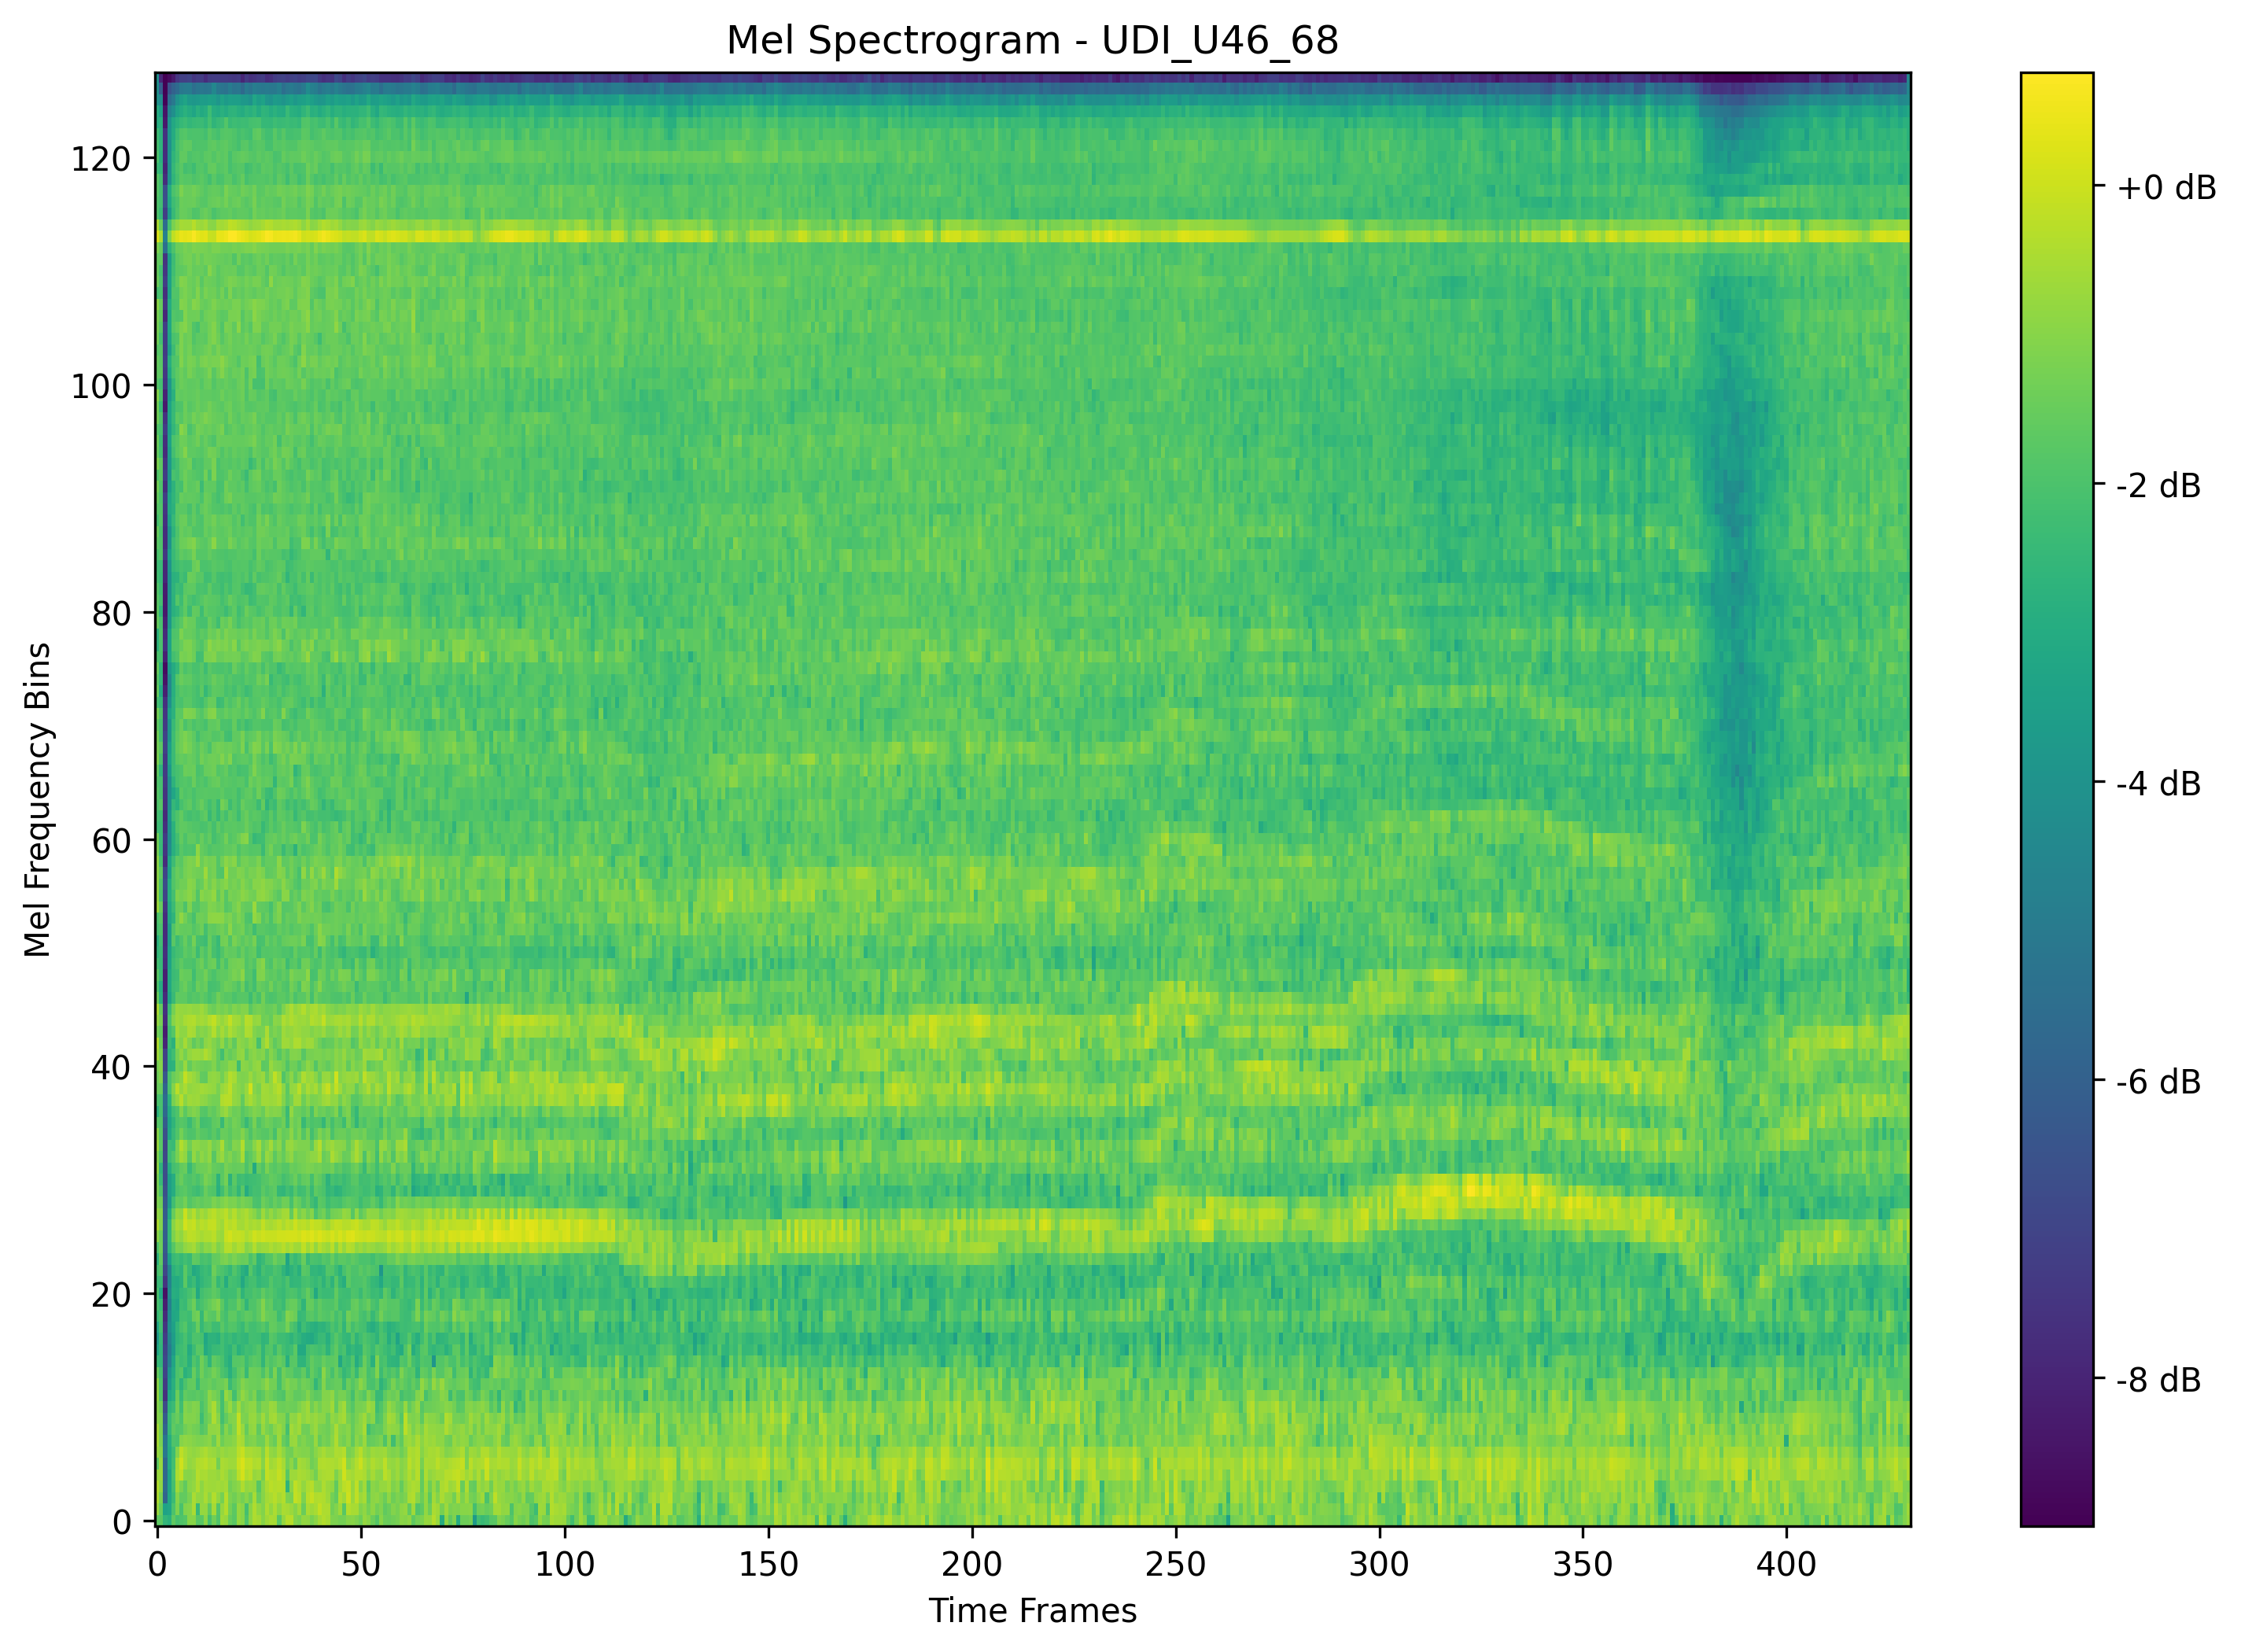 Mel Spectrogram - UDI_U46_68
Mel Frequency Bins
120
100
80
60
40
20
0
0 50 100 150 200 250 300 350 400
Time Frames
+0 dB
-2 dB
-4 dB
-6 dB
-8 dB